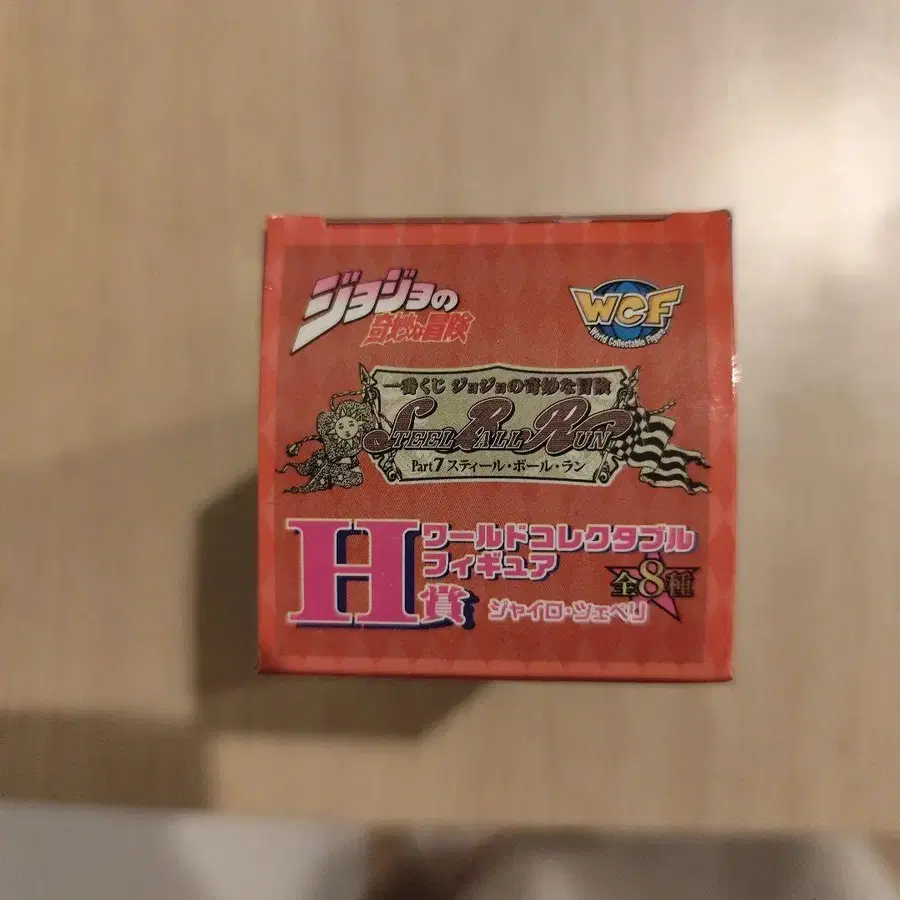 ジョジョの
奇妙な冒険
WCF
World Collectable Figure
一番くじ ジョジョの奇妙な冒険
STEEL BALL RUN
Part7 スティール・ボール・ラン
H賞
ワールドコレクタブル
フィギュア
全8種
ジャイロ・ツェペリ